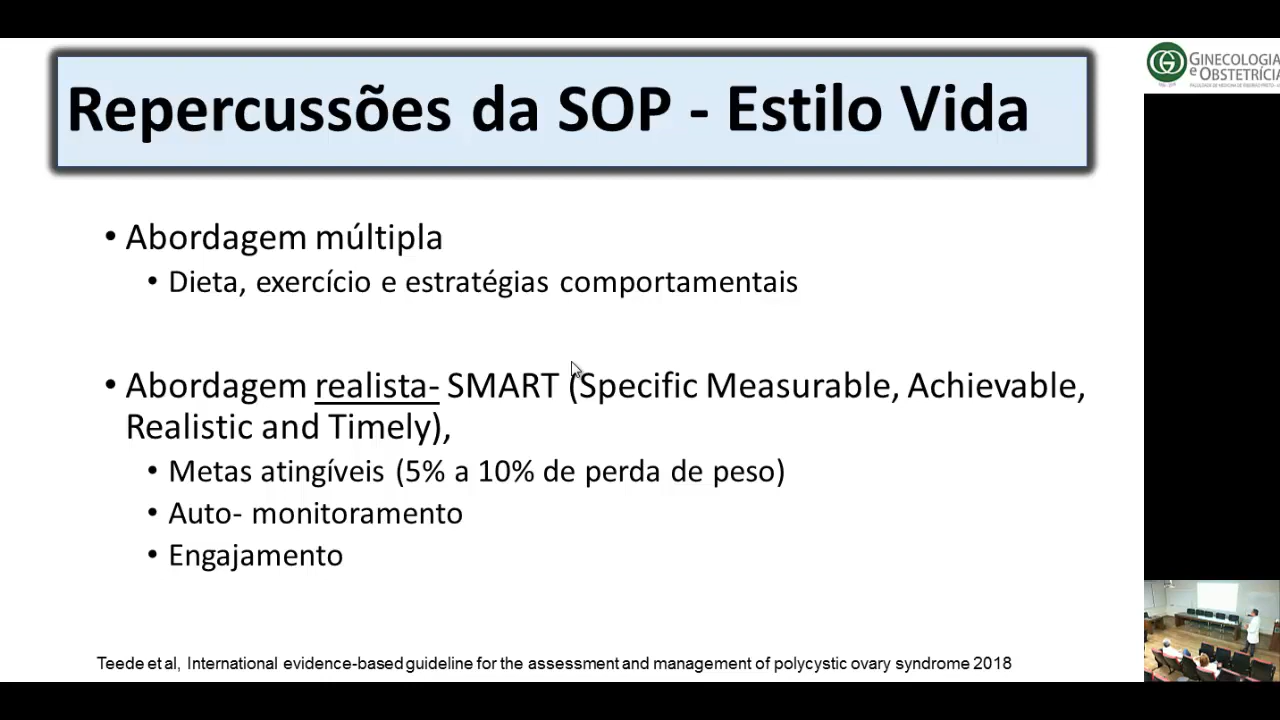 Repercussões da SOP - Estilo Vida
GINECOLOGIA
e OBSTETRÍCIA
• Abordagem múltipla
• Dieta, exercício e estratégias comportamentais
• Abordagem realista- SMART (Specific Measurable, Achievable,
Realistic and Timely),
• Metas atingíveis (5% a 10% de perda de peso)
• Auto- monitoramento
• Engajamento
Teede et al, International evidence-based guideline for the assessment and management of polycystic ovary syndrome 2018